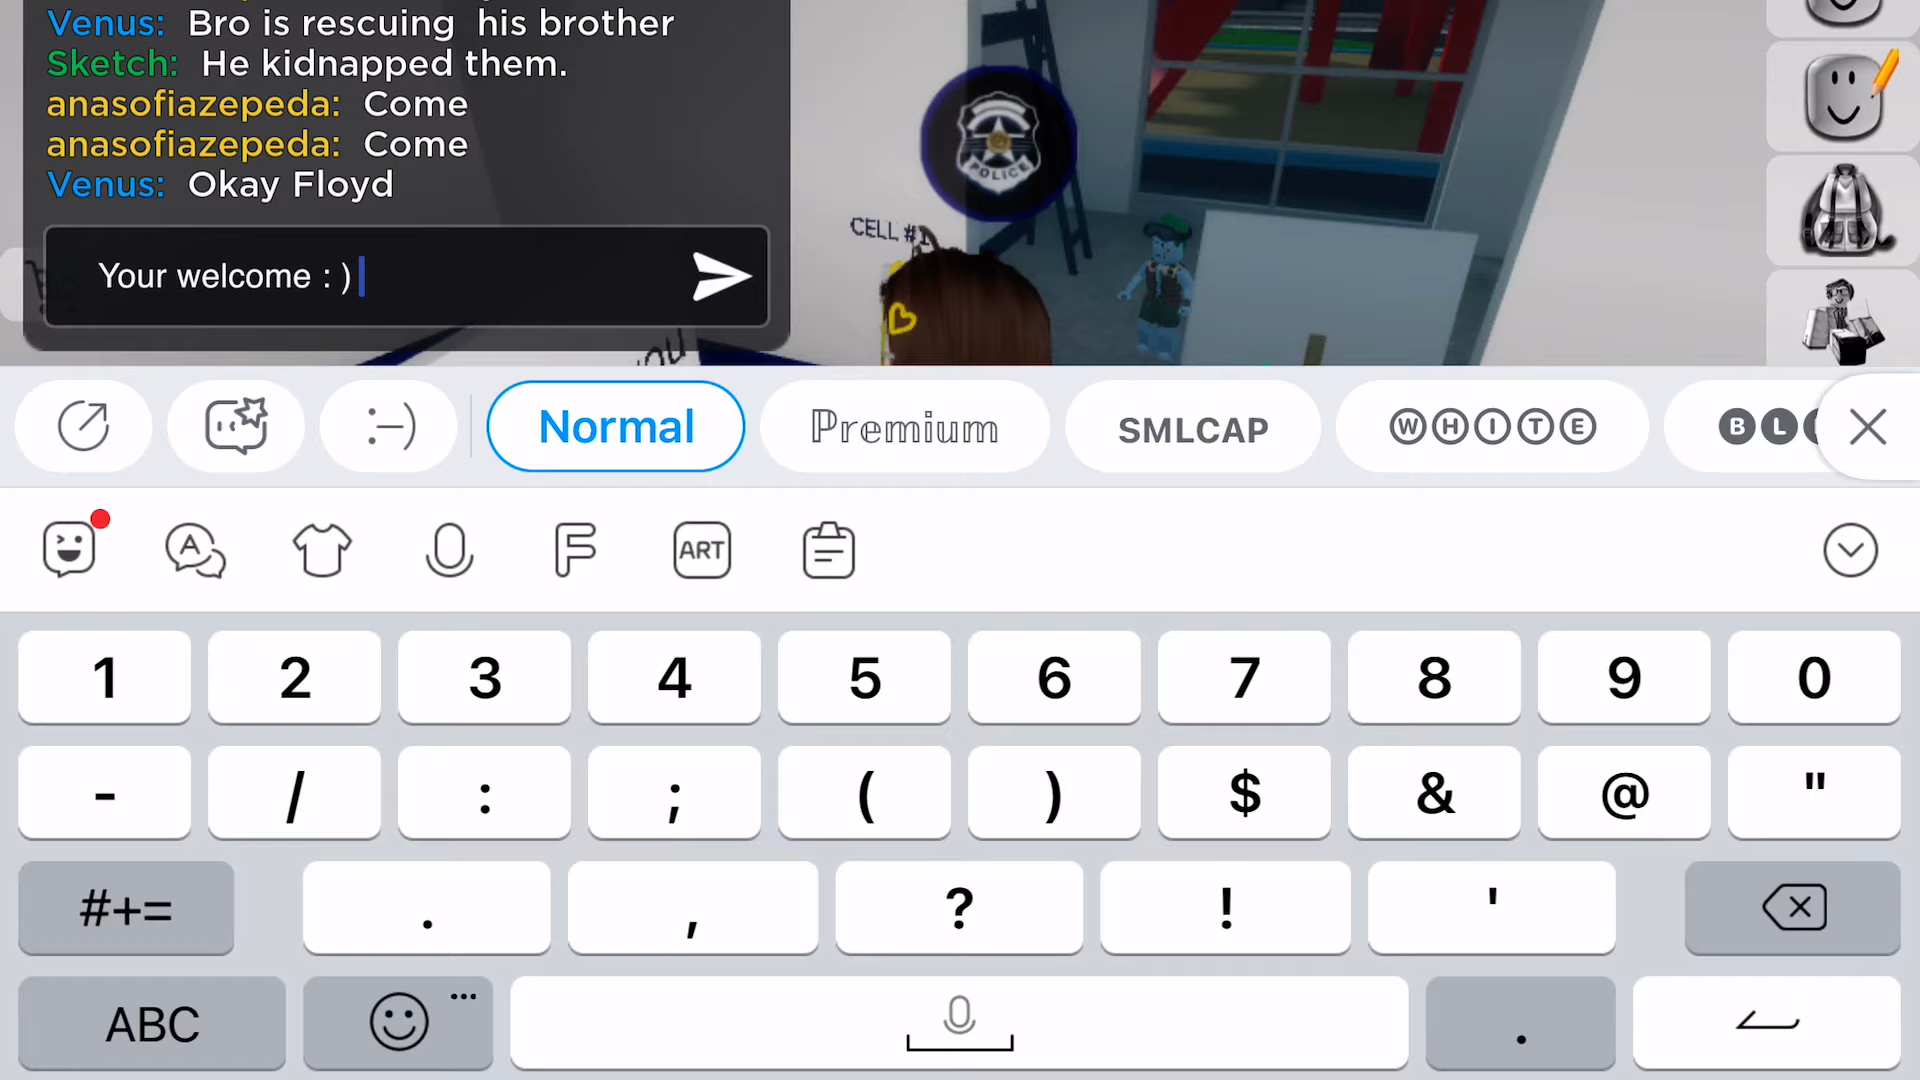 Venus: Bro is rescuing his brother
Sketch: He kidnapped them.
anasofiazepeda: Come
anasofiazepeda: Come
Venus: Okay Floyd
POLICE
CELL #1
Your welcome : )
you
:-) Normal Premium SMLCAP WHITE BL
A F ART
1 2 3 4 5 6 7 8 9 0
- / : ; ( ) $ & @ "
#+= . , ? ! '
ABC .